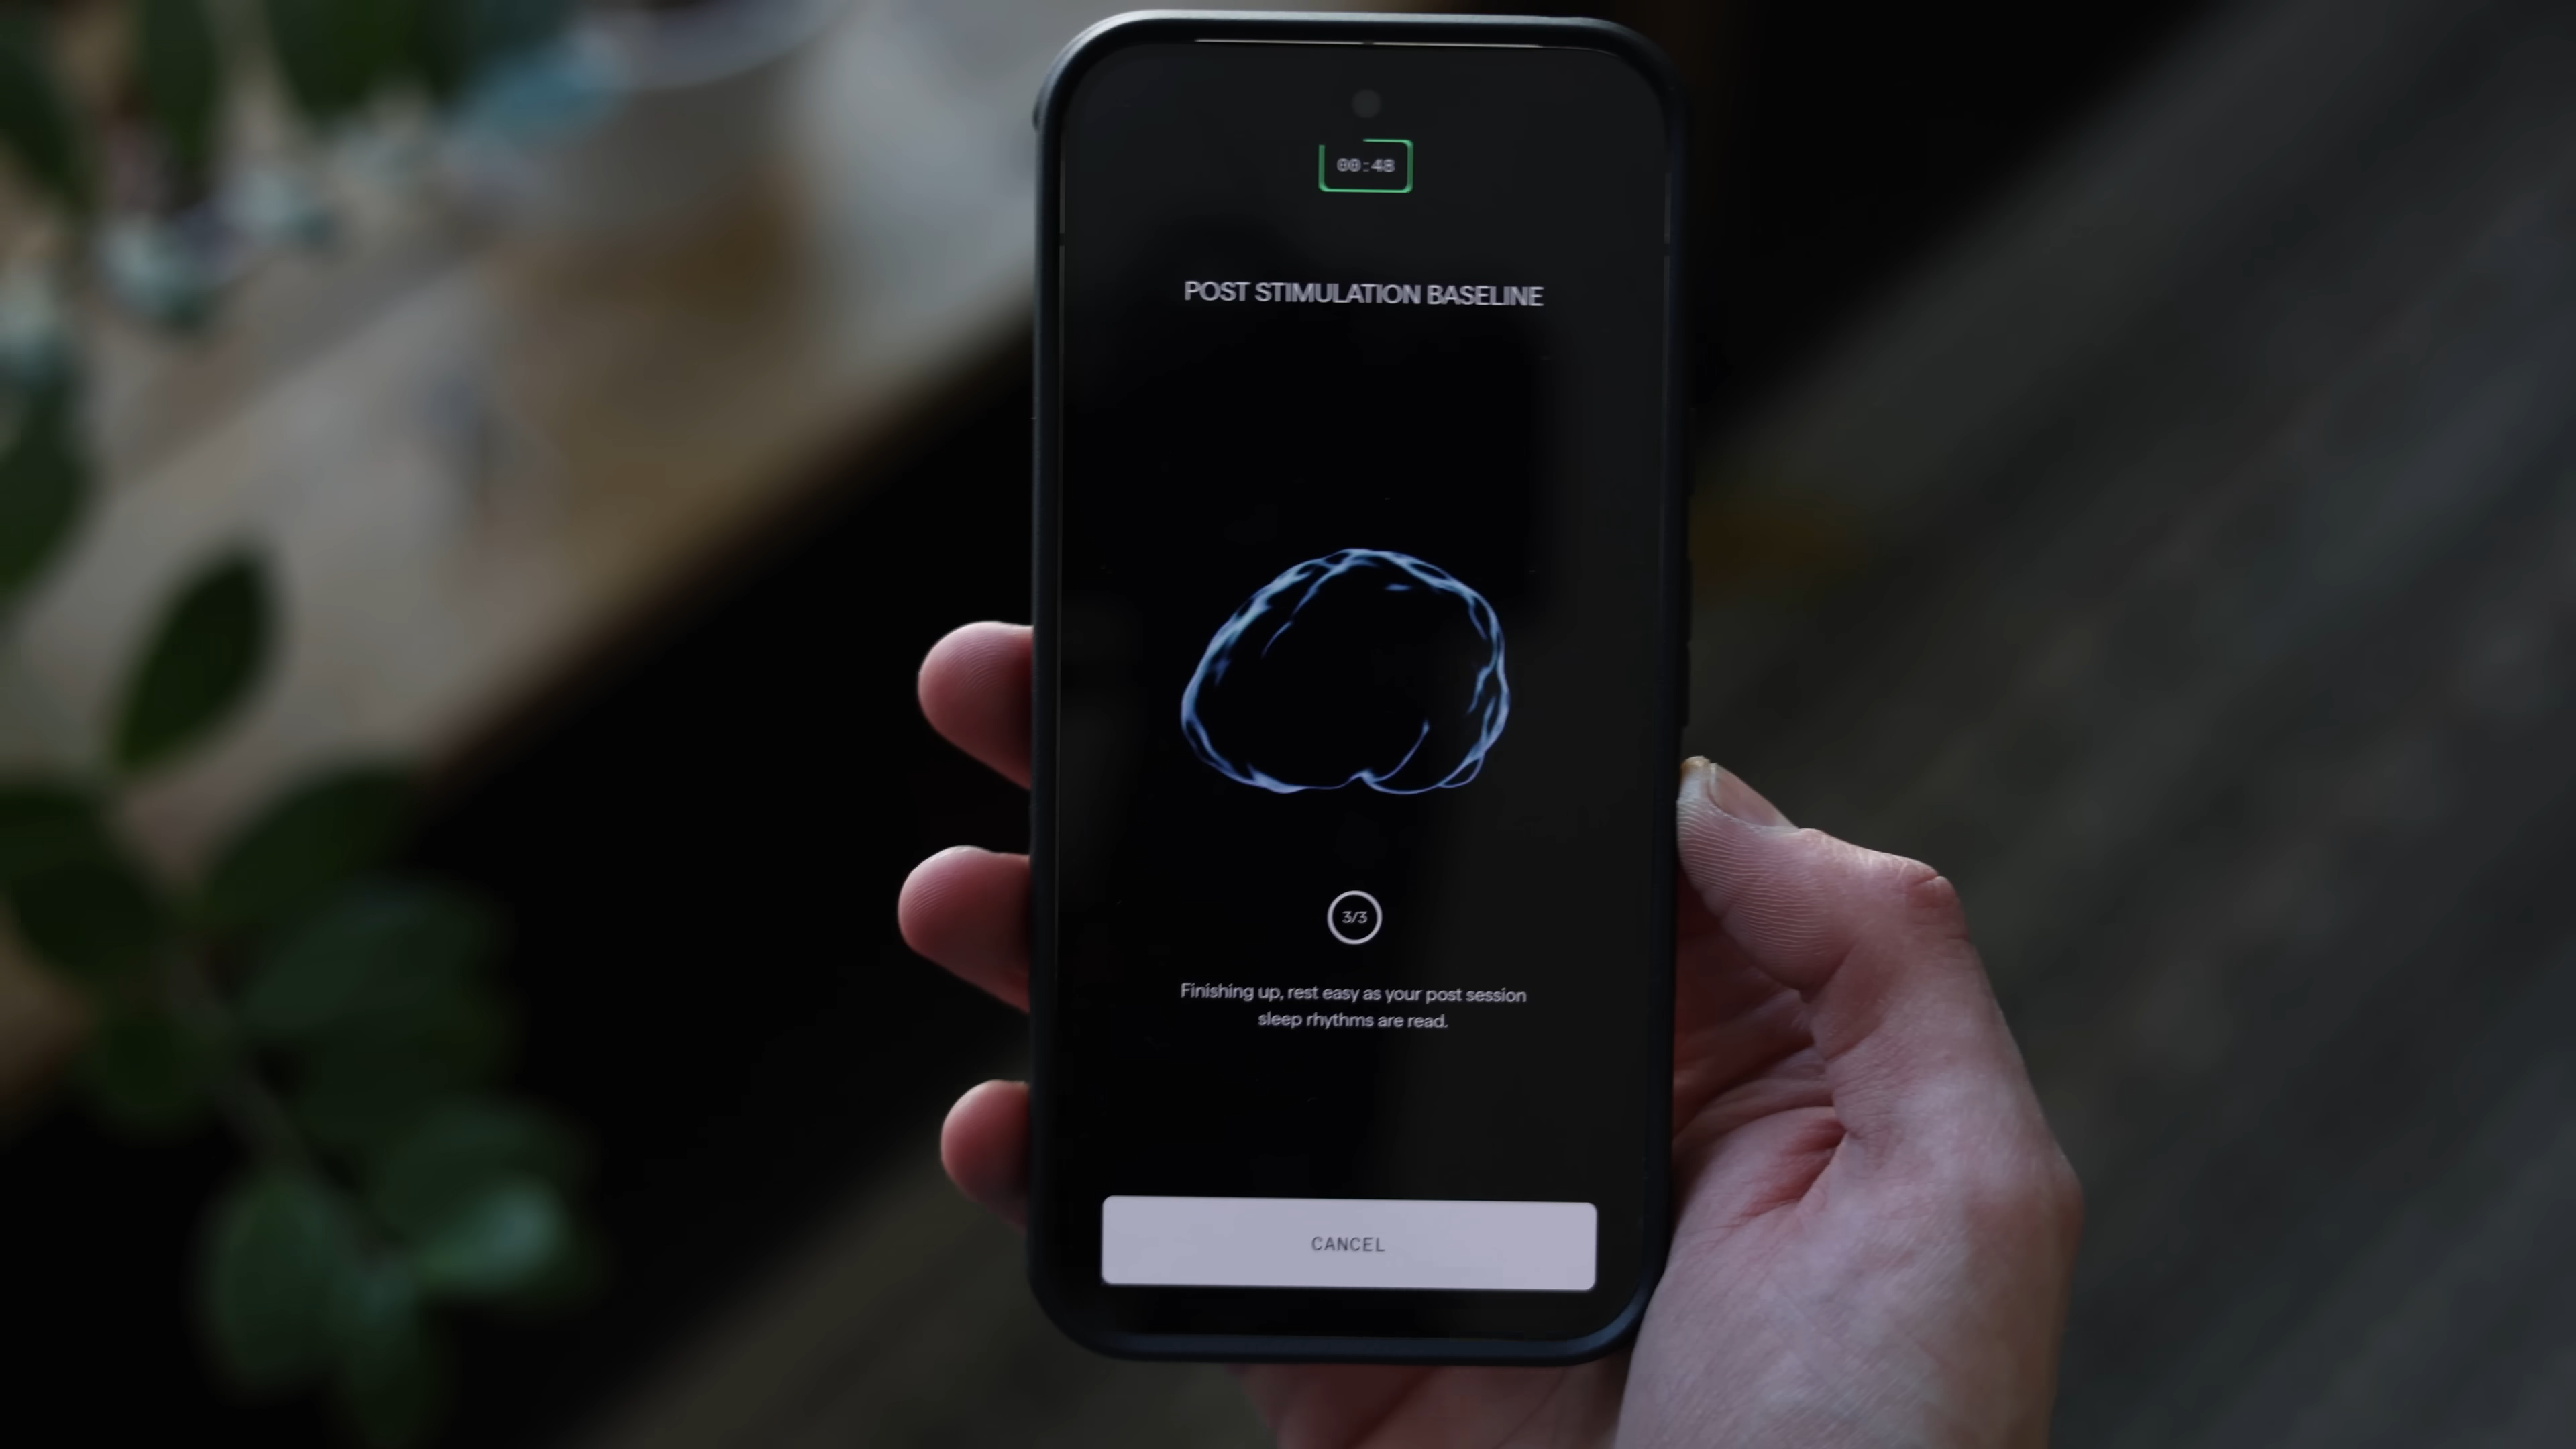 00:48
POST STIMULATION BASELINE
3/3
Finishing up, rest easy as your post session
sleep rhythms are read.
CANCEL